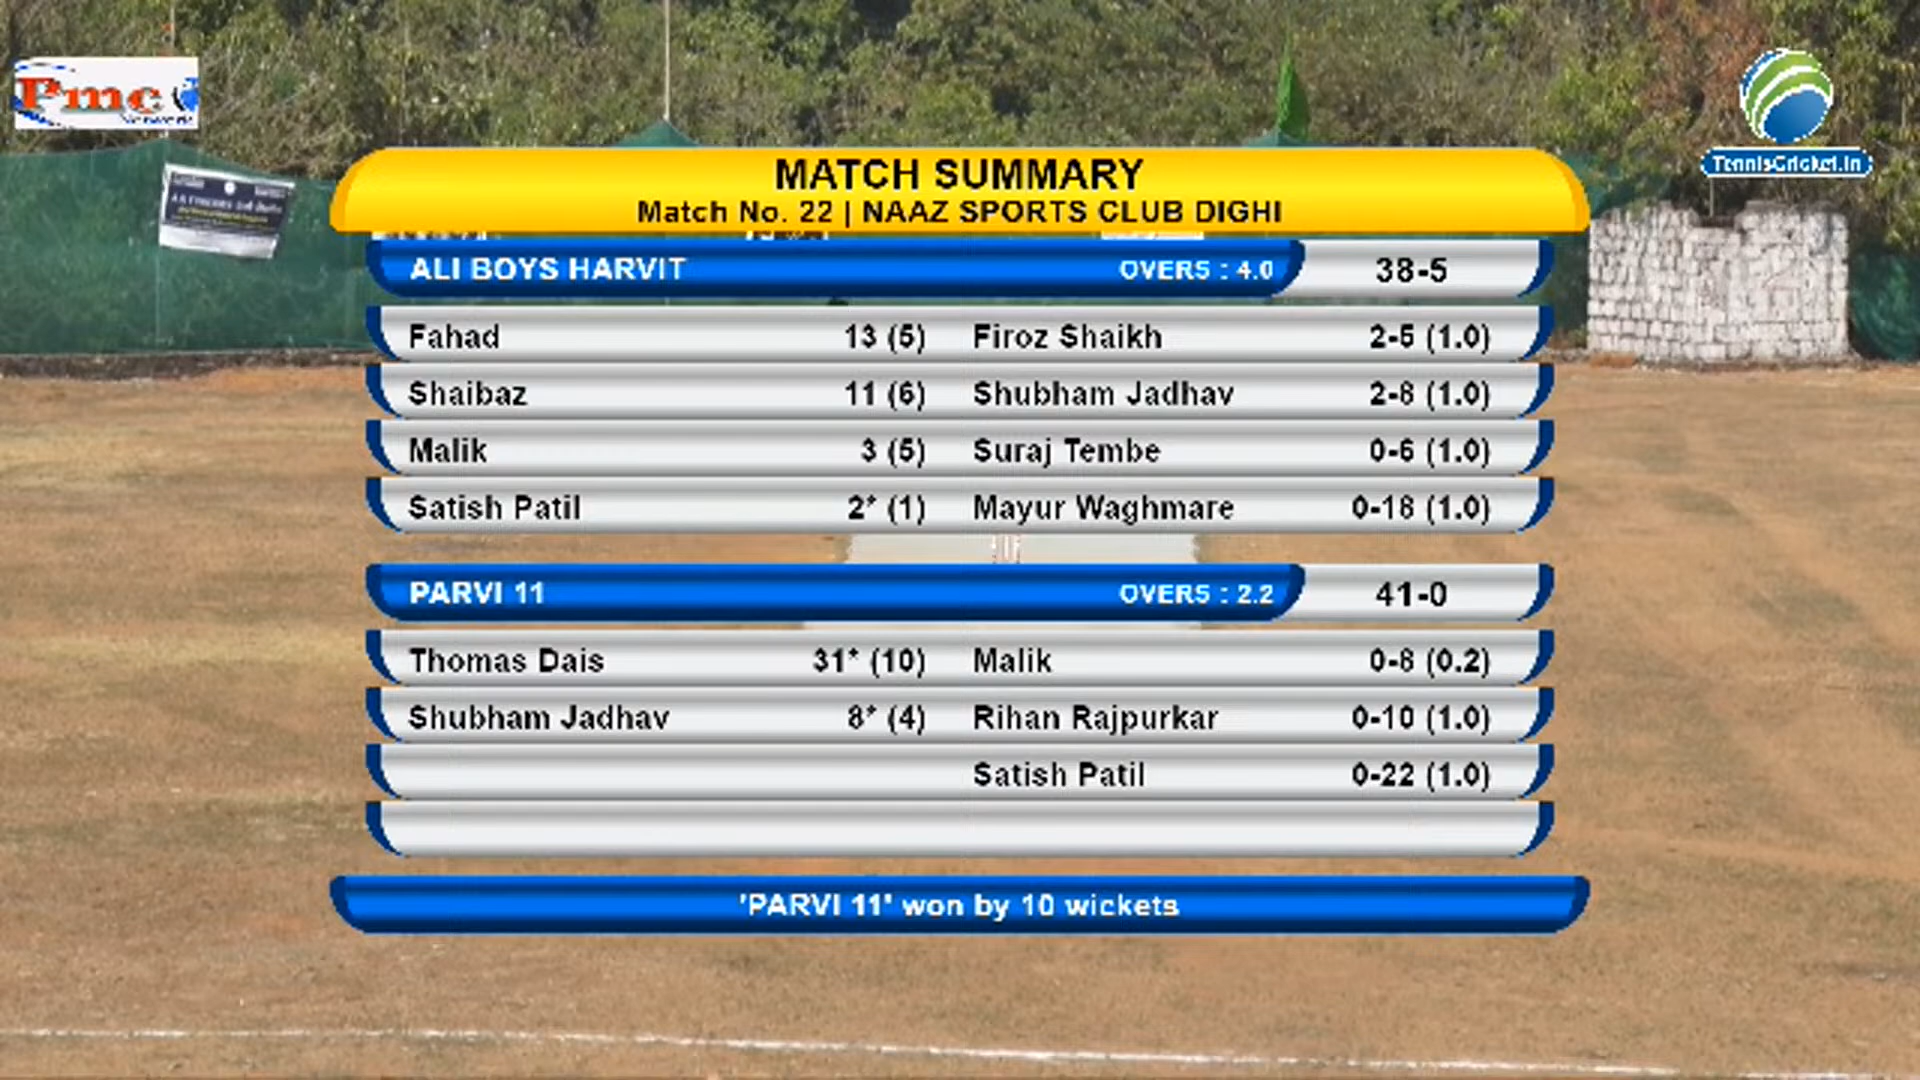 Pmc
Network
TennisCricket.in
MATCH SUMMARY
Match No. 22 | NAAZ SPORTS CLUB DIGHI
ALI BOYS HARVIT OVERS : 4.0 38-5
Fahad 13 (5) Firoz Shaikh 2-5 (1.0)
Shaibaz 11 (6) Shubham Jadhav 2-8 (1.0)
Malik 3 (5) Suraj Tembe 0-6 (1.0)
Satish Patil 2* (1) Mayur Waghmare 0-18 (1.0)
PARVI 11 OVERS : 2.2 41-0
Thomas Dais 31* (10) Malik 0-8 (0.2)
Shubham Jadhav 8* (4) Rihan Rajpurkar 0-10 (1.0)
Satish Patil 0-22 (1.0)
'PARVI 11' won by 10 wickets